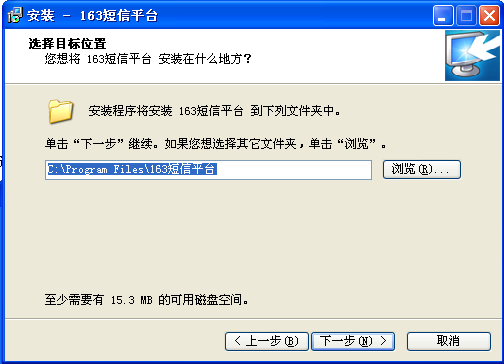 安装 - 163短信平台
选择目标位置
您想将 163短信平台 安装在什么地方?
安装程序将安装 163短信平台 到下列文件夹中。
单击“下一步”继续。如果您想选择其它文件夹,单击“浏览”。
C:\Program Files\163短信平台
浏览(R)...
至少需要有 15.3 MB 的可用磁盘空间。
< 上一步(B)
下一步(N) >
取消